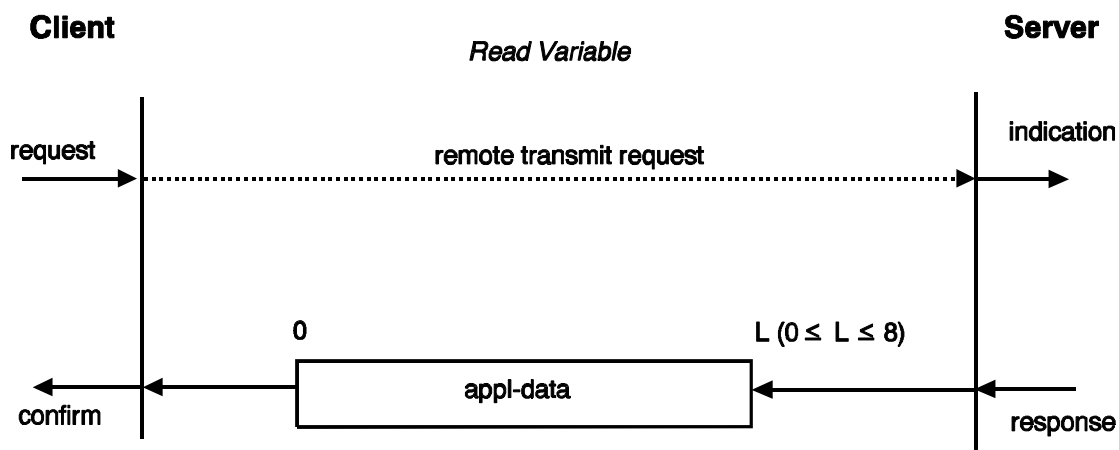 Client
Server
Read Variable
indication
request
remote transmit request
0
L (0 ≤ L ≤ 8)
appl-data
confirm
response